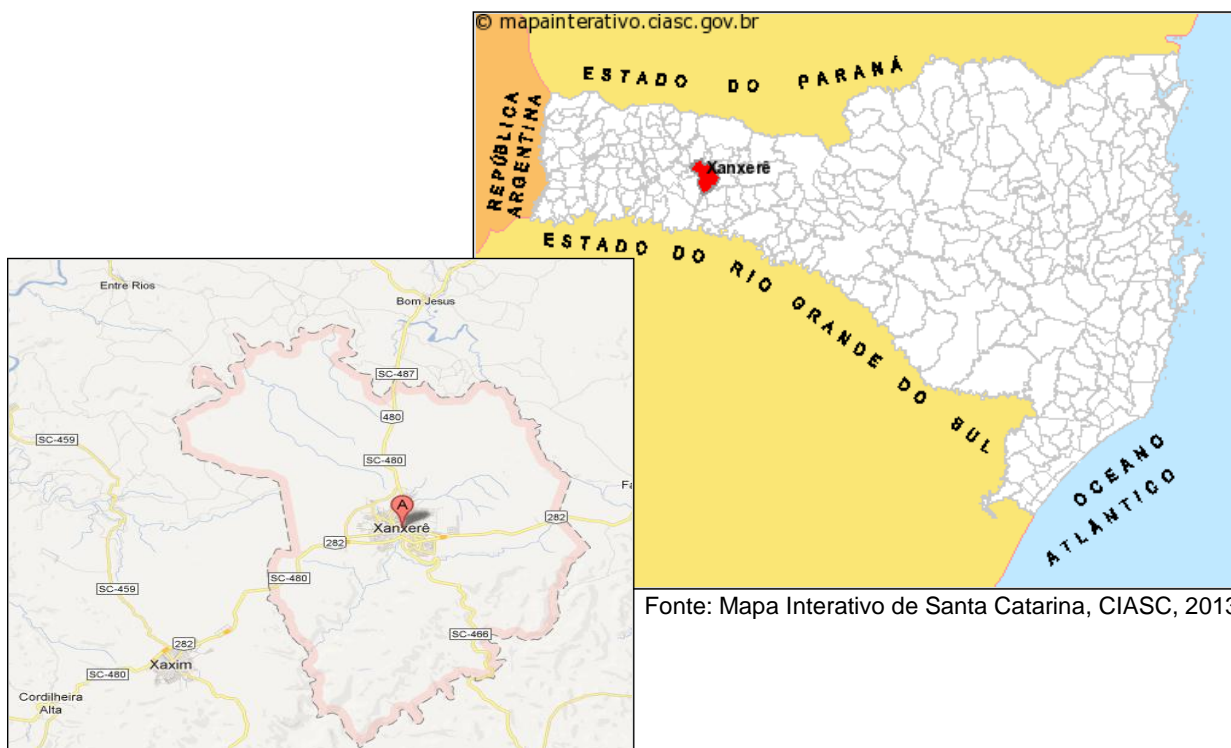 © mapainterativo.ciasc.gov.br
ESTADO DO PARANÁ
REPÚBLICA
ARGENTINA
Xanxerê
ESTADO DO RIO GRANDE DO SUL
OCEANO
ATLÂNTICO
Fonte: Mapa Interativo de Santa Catarina, CIASC, 2013
Entre Rios
Bom Jesus
SC-487
480
SC-459
SC-480
A
Fa
Xanxerê
282
282
SC-480
SC-459
SC-466
282
Xaxim
SC-480
Cordilheira
Alta